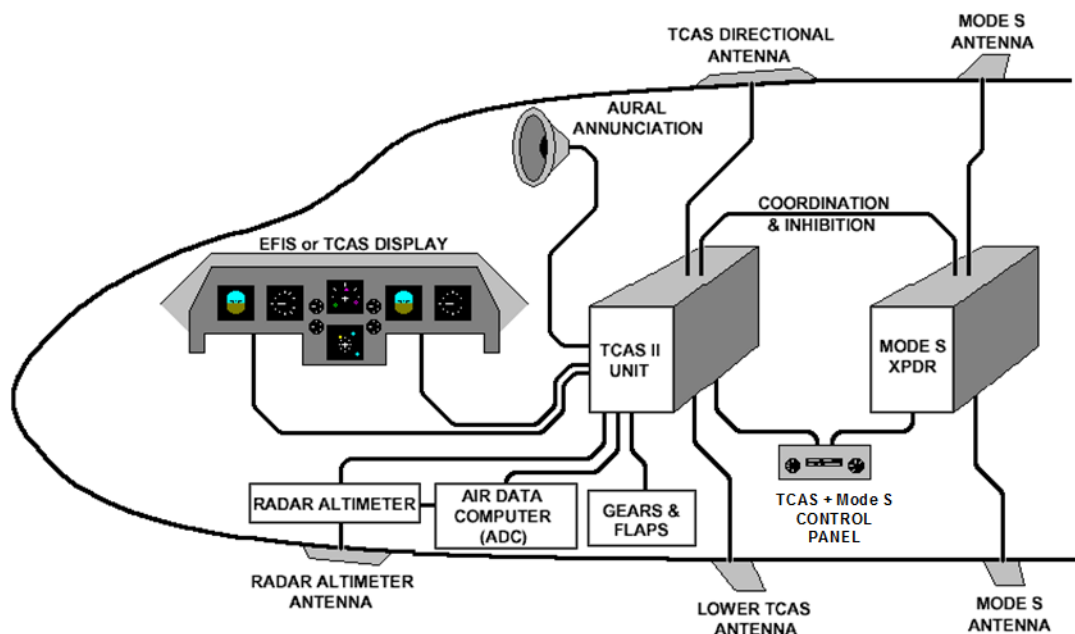 TCAS DIRECTIONAL
ANTENNA
MODE S
ANTENNA
AURAL
ANNUNCIATION
COORDINATION
& INHIBITION
EFIS or TCAS DISPLAY
TCAS II
UNIT
MODE S
XPDR
RADAR ALTIMETER
AIR DATA
COMPUTER
(ADC)
GEARS &
FLAPS
TCAS + Mode S
CONTROL
PANEL
RADAR ALTIMETER
ANTENNA
LOWER TCAS
ANTENNA
MODE S
ANTENNA